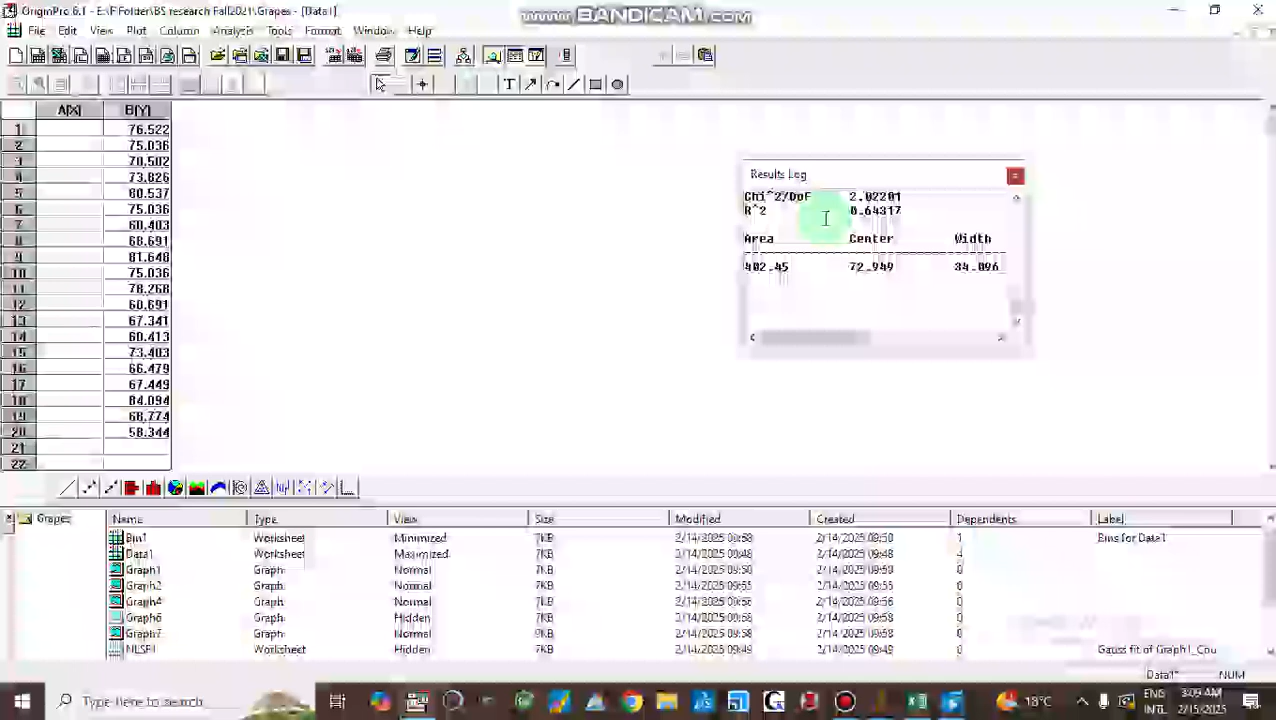 OriginPro 6.1 - E:\F Folder\BS research Fall2021\Grapes - [Data1]
www.BANDICAM.com
File Edit View Plot Column Analysis Tools Format Window Help
A[X] B[Y]
1 76.522
2 75.036
3 70.502
4 73.826
5 80.537
6 75.036
7 60.403
8 68.691
9 81.648
10 75.036
11 78.268
12 60.691
13 67.341
14 60.413
15 73.403
16 66.479
17 67.449
18 84.094
19 66.774
20 58.344
21
22
Results Log
Chi^2/DoF 2.02201
R^2 0.64317
Area Center Width
402.45 72.949 34.096
Grapes
Name Type View Size Modified Created Dependents Label
Bin1 Worksheet Minimized 7KB 2/14/2025 09:58 2/14/2025 09:58 1 Bins for Data1
Data1 Worksheet Maximized 7KB 2/14/2025 09:58 2/14/2025 09:48 4
Graph1 Graph Normal 7KB 2/14/2025 09:58 2/14/2025 09:50 0
Graph2 Graph Normal 7KB 2/14/2025 09:55 2/14/2025 09:55 0
Graph4 Graph Normal 7KB 2/14/2025 09:56 2/14/2025 09:56 0
Graph6 Graph Hidden 7KB 2/14/2025 09:58 2/14/2025 09:58 0
Graph7 Graph Normal 9KB 2/14/2025 09:58 2/14/2025 09:58 0
NLSF1 Worksheet Hidden 7KB 2/14/2025 09:49 2/14/2025 09:49 Gauss fit of Graph1_Cou
NUM
Type here to search
18°C
ENG
INTL
3:05 AM
2/15/2025